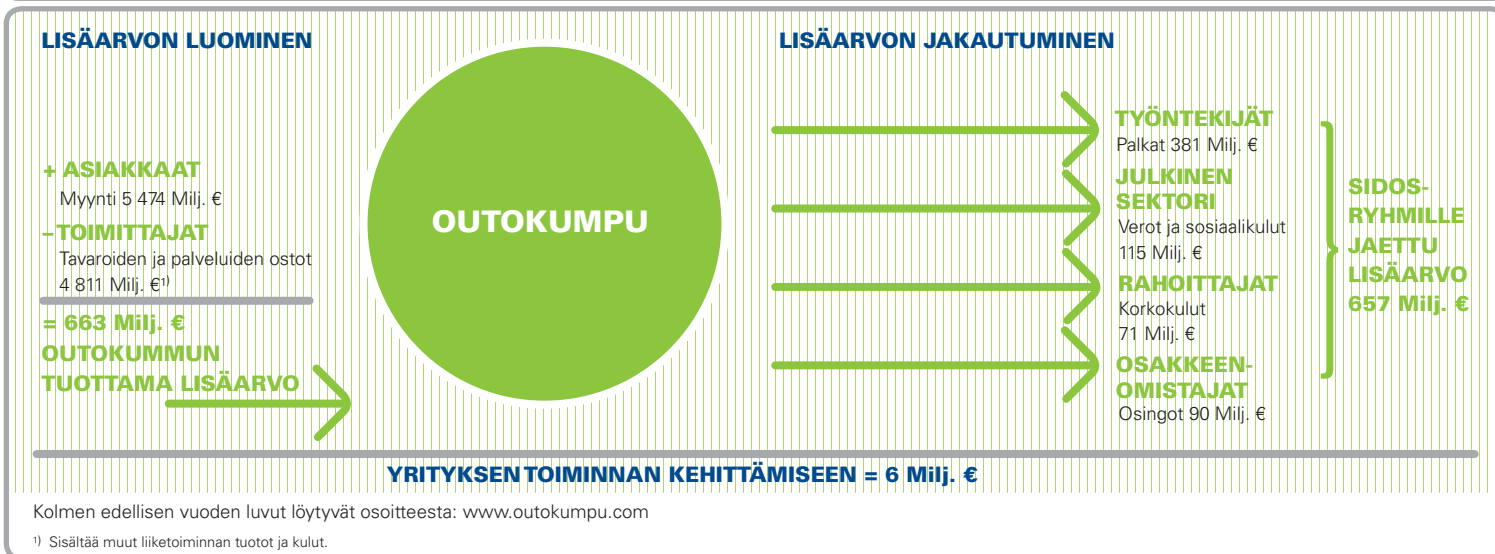 LISÄARVON LUOMINEN
+ ASIAKKAAT
Myynti 5 474 Milj. €
– TOIMITTAJAT
Tavaroiden ja palveluiden ostot
4 811 Milj. €¹⁾
= 663 Milj. €
OUTOKUMMUN
TUOTTAMA LISÄARVO
OUTOKUMPU
LISÄARVON JAKAUTUMINEN
TYÖNTEKIJÄT
Palkat 381 Milj. €
JULKINEN
SEKTORI
Verot ja sosiaalikulut
115 Milj. €
RAHOITTAJAT
Korkokulut
71 Milj. €
OSAKKEEN-
OMISTAJAT
Osingot 90 Milj. €
SIDOS-
RYHMILLE
JAETTU
LISÄARVO
657 Milj. €
YRITYKSEN TOIMINNAN KEHITTÄMISEEN = 6 Milj. €
Kolmen edellisen vuoden luvut löytyvät osoitteesta: www.outokumpu.com
¹⁾ Sisältää muut liiketoiminnan tuotot ja kulut.